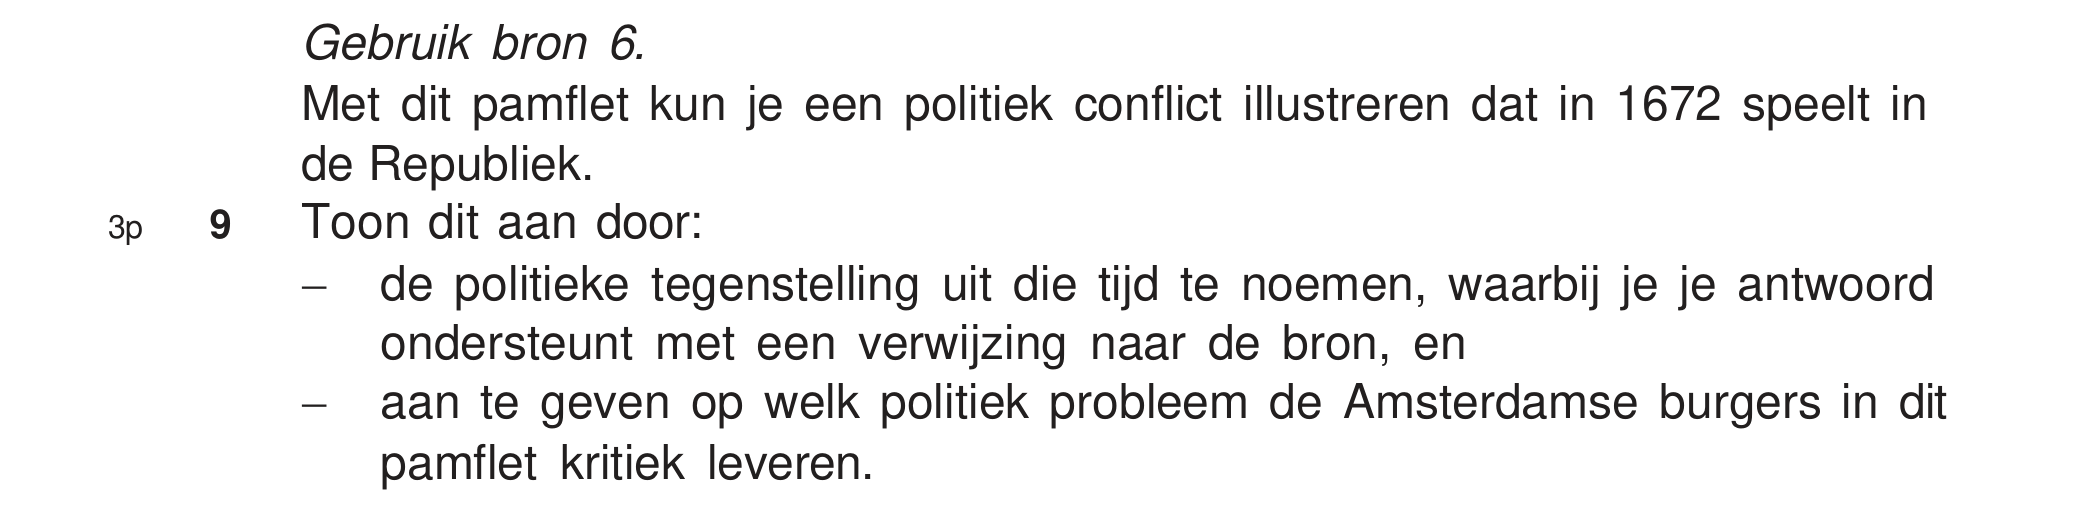 Gebruik bron 6.
Met dit pamflet kun je een politiek conflict illustreren dat in 1672 speelt in
de Republiek.
3p 9 Toon dit aan door:
– de politieke tegenstelling uit die tijd te noemen, waarbij je je antwoord
ondersteunt met een verwijzing naar de bron, en
– aan te geven op welk politiek probleem de Amsterdamse burgers in dit
pamflet kritiek leveren.